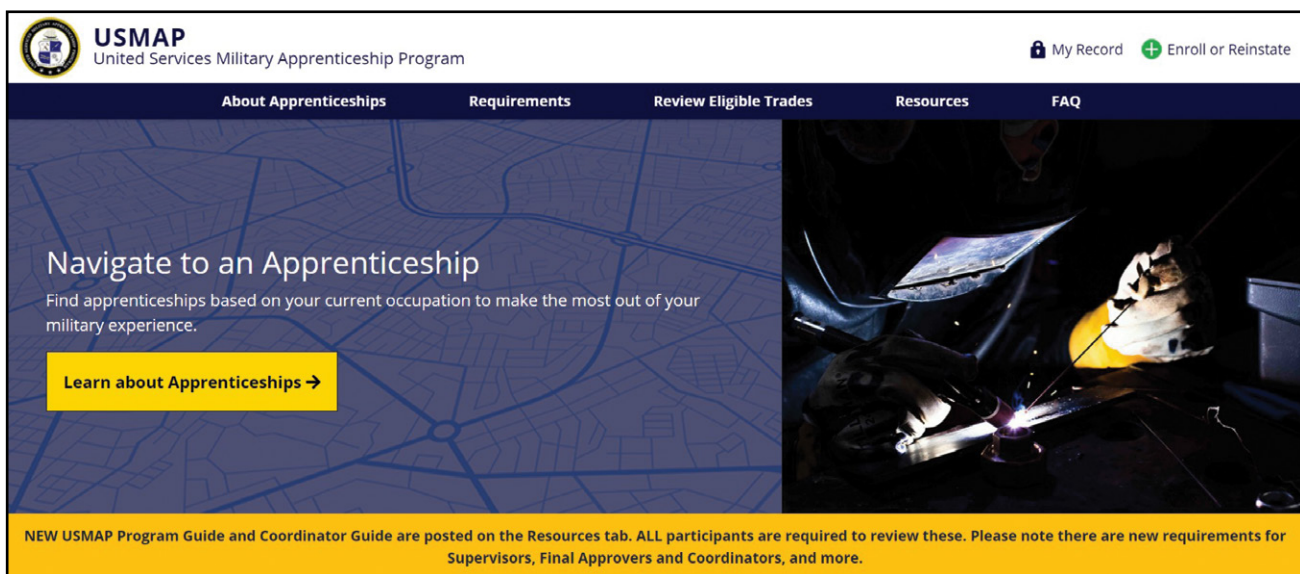 USMAP
United Services Military Apprenticeship Program
My Record
Enroll or Reinstate
About Apprenticeships
Requirements
Review Eligible Trades
Resources
FAQ
Navigate to an Apprenticeship
Find apprenticeships based on your current occupation to make the most out of your
military experience.
Learn about Apprenticeships →
NEW USMAP Program Guide and Coordinator Guide are posted on the Resources tab. ALL participants are required to review these. Please note there are new requirements for
Supervisors, Final Approvers and Coordinators, and more.